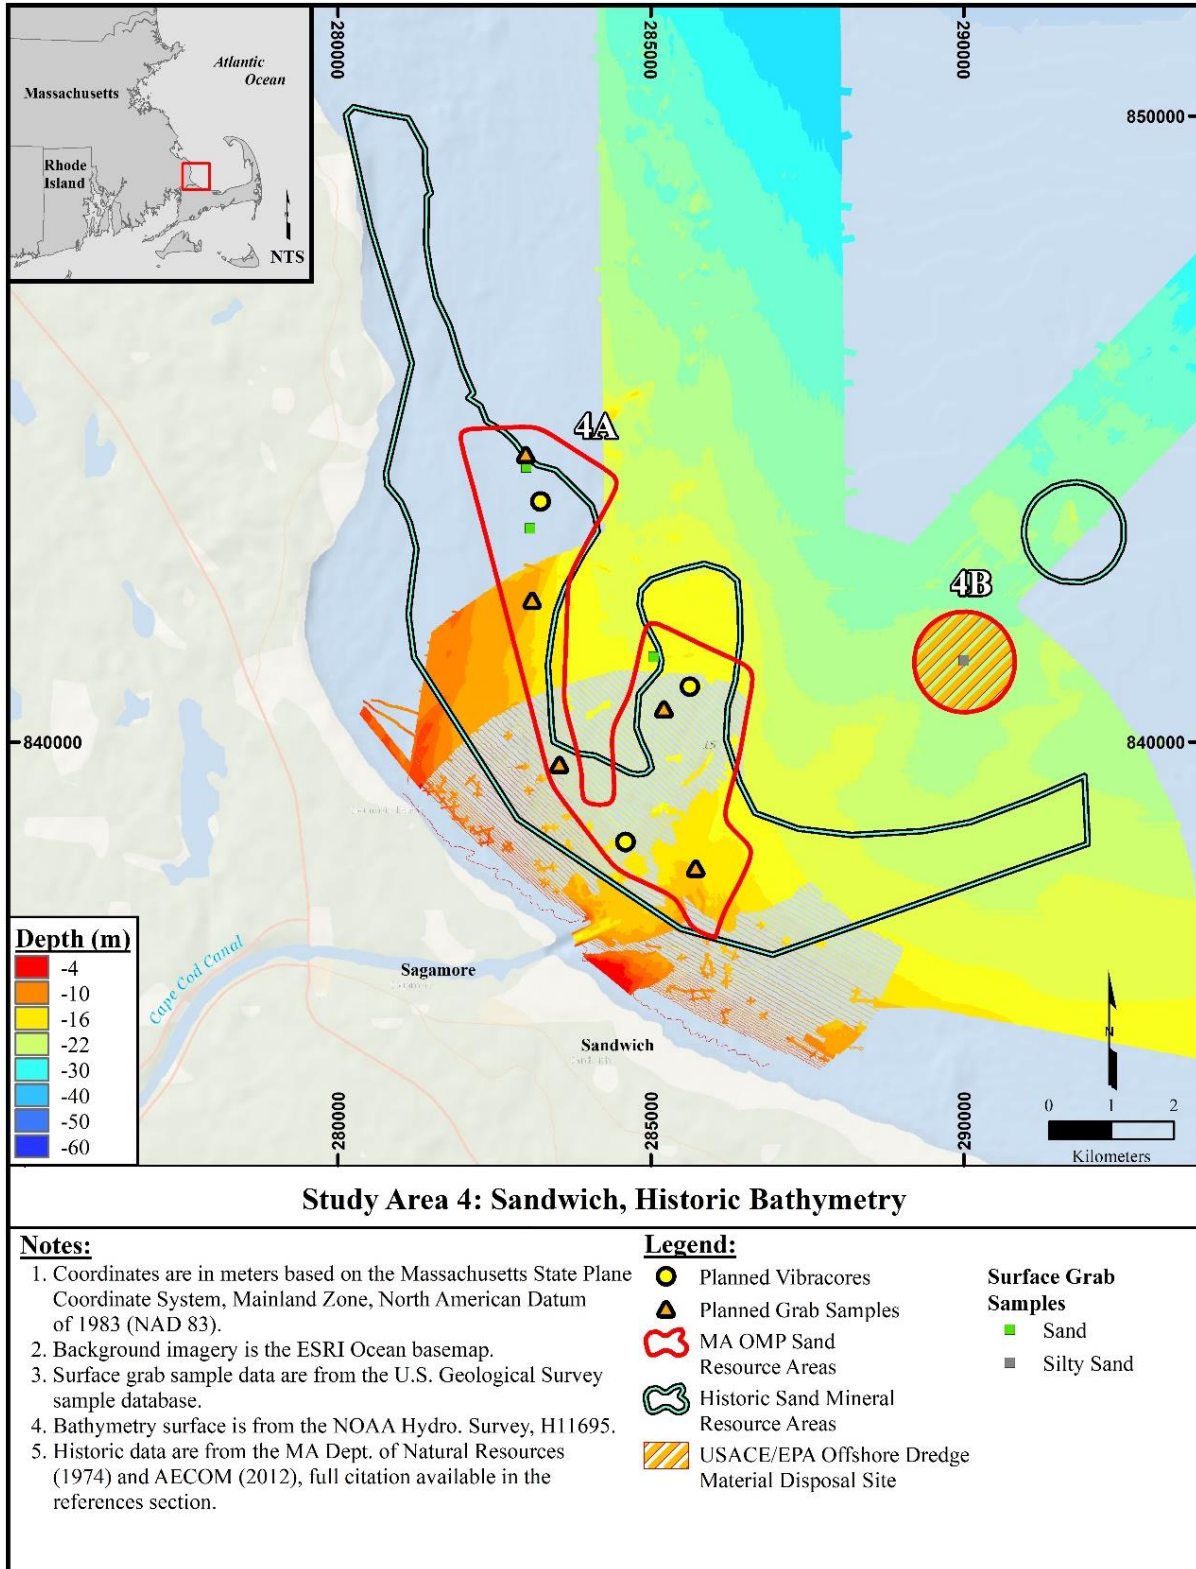 Atlantic
Ocean
Massachusetts
Rhode
Island
NTS
280000
285000
290000
850000
4A
4B
840000
840000
.15
Depth (m)
-4
-10
-16
-22
-30
-40
-50
-60
Cape Cod Canal
Sagamore
Sandwich
N
280000
285000
290000
0 1 2
Kilometers
Study Area 4: Sandwich, Historic Bathymetry
Notes:
1. Coordinates are in meters based on the Massachusetts State Plane
Coordinate System, Mainland Zone, North American Datum
of 1983 (NAD 83).
2. Background imagery is the ESRI Ocean basemap.
3. Surface grab sample data are from the U.S. Geological Survey
sample database.
4. Bathymetry surface is from the NOAA Hydro. Survey, H11695.
5. Historic data are from the MA Dept. of Natural Resources
(1974) and AECOM (2012), full citation available in the
references section.
Legend:
Planned Vibracores
Planned Grab Samples
MA OMP Sand
Resource Areas
Historic Sand Mineral
Resource Areas
USACE/EPA Offshore Dredge
Material Disposal Site
Surface Grab
Samples
Sand
Silty Sand